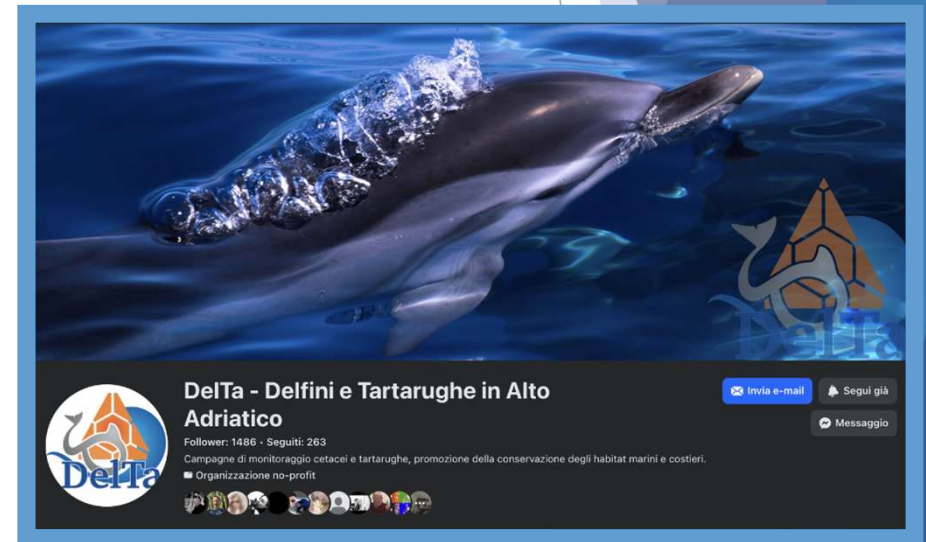 DelTa
DelTa - Delfini e Tartarughe in Alto
Adriatico
Follower: 1486 · Seguiti: 263
Campagne di monitoraggio cetacei e tartarughe, promozione della conservazione degli habitat marini e costieri.
Organizzazione no-profit
Invia e-mail
Segui già
Messaggio
DelTa